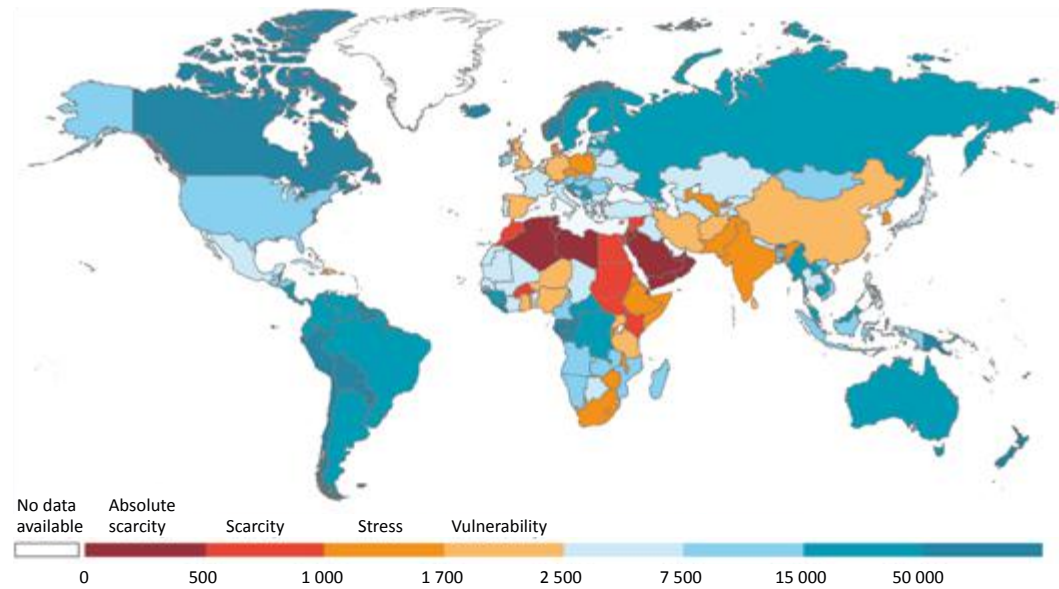 No data
available
Absolute
scarcity
Scarcity
Stress
Vulnerability
0
500
1 000
1 700
2 500
7 500
15 000
50 000